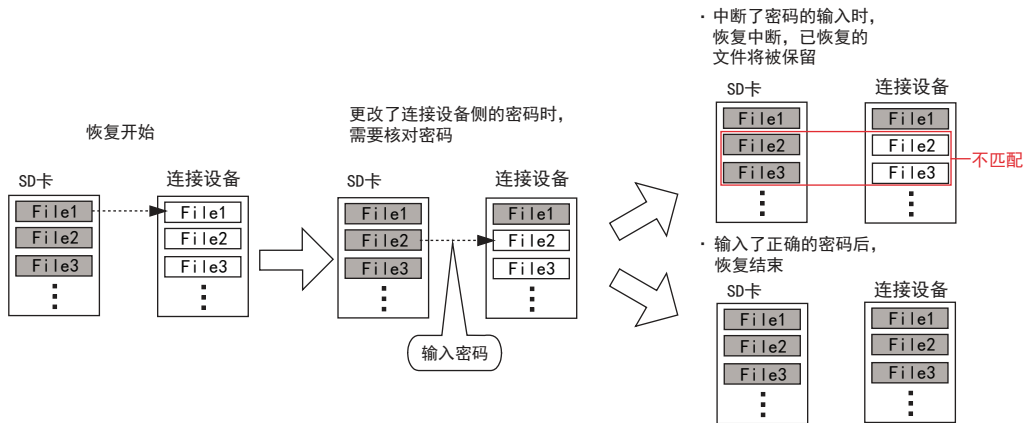 恢复开始
SD卡
连接设备
File1
File1
File2
File2
File3
File3
更改了连接设备侧的密码时，
需要核对密码
SD卡
连接设备
File1
File1
File2
File2
File3
File3
输入密码
·中断了密码的输入时，
恢复中断，已恢复的
文件将被保留
SD卡
连接设备
File1
File1
File2
File2
File3
File3
不匹配
·输入了正确的密码后，
恢复结束
SD卡
连接设备
File1
File1
File2
File2
File3
File3